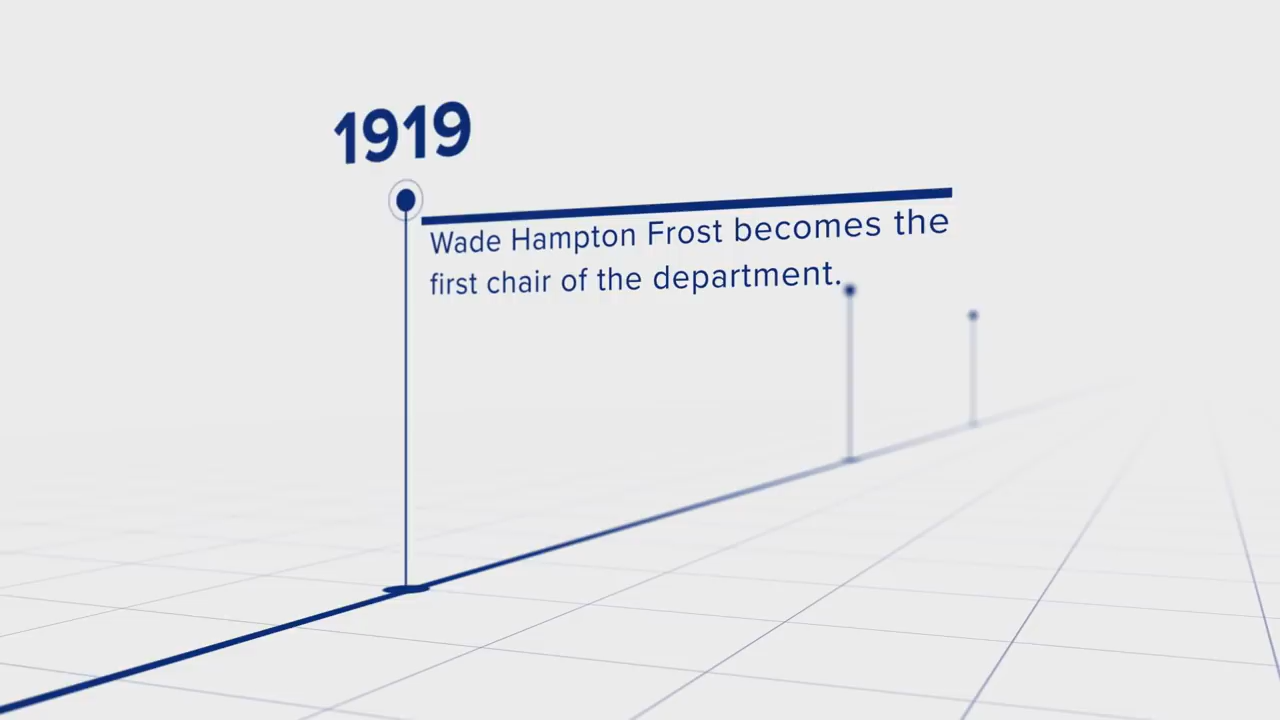 1919
Wade Hampton Frost becomes the
first chair of the department.